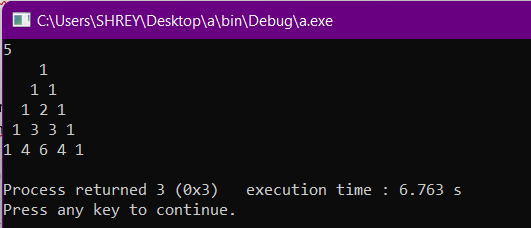 C:\Users\SHREY\Desktop\a\bin\Debug\a.exe
5
    1
   1 1
  1 2 1
 1 3 3 1
1 4 6 4 1

Process returned 3 (0x3)   execution time : 6.763 s
Press any key to continue.